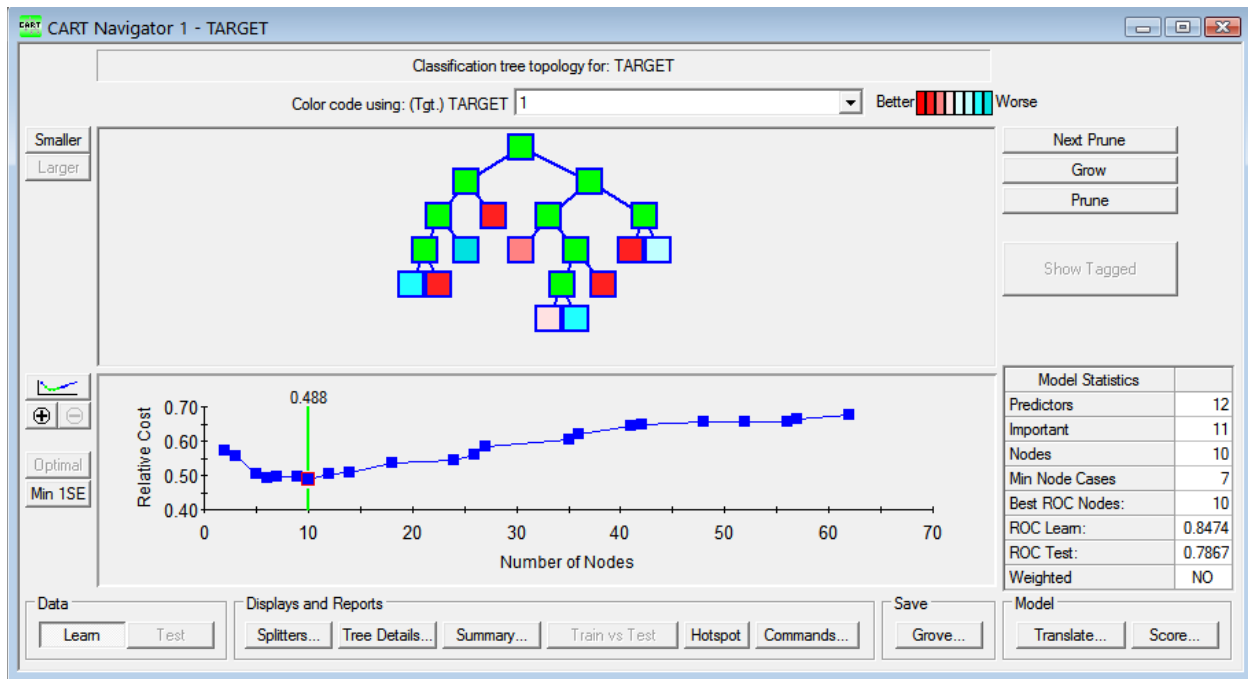 CART Navigator 1 - TARGET
Classification tree topology for: TARGET
Color code using: (Tgt.) TARGET 1 Better Worse
Smaller
Larger
Next Prune
Grow
Prune
Show Tagged
Optimal
Min 1SE
0.488
Relative Cost
0.70
0.60
0.50
0.40
0 10 20 30 40 50 60 70
Number of Nodes
Model Statistics
Predictors 12
Important 11
Nodes 10
Min Node Cases 7
Best ROC Nodes: 10
ROC Learn: 0.8474
ROC Test: 0.7867
Weighted NO
Data
Learn Test
Displays and Reports
Splitters... Tree Details... Summary... Train vs Test Hotspot Commands...
Save
Grove...
Model
Translate... Score...